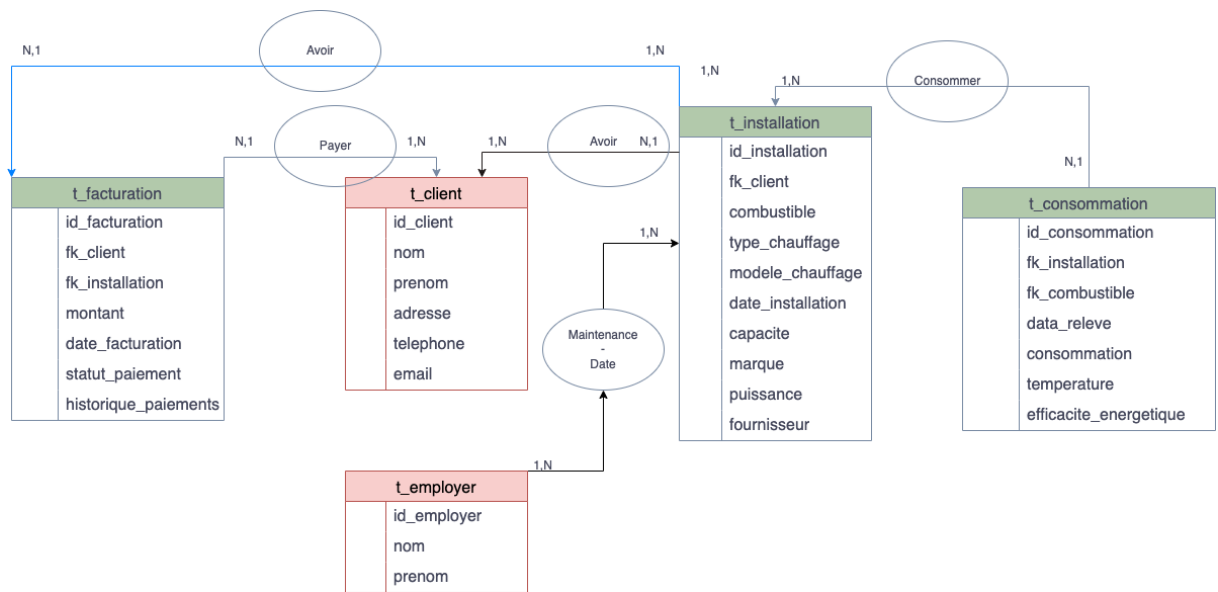 N,1
Avoir
1,N
1,N
1,N
Consommer
N,1
t_installation
id_installation
fk_client
combustible
type_chauffage
modele_chauffage
date_installation
capacite
marque
puissance
fournisseur
N,1
Payer
1,N
1,N
Avoir
N,1
t_facturation
id_facturation
fk_client
fk_installation
montant
date_facturation
statut_paiement
historique_paiements
t_client
id_client
nom
prenom
adresse
telephone
email
t_consommation
id_consommation
fk_installation
fk_combustible
data_releve
consommation
temperature
efficacite_energetique
1,N
Maintenance
-
Date
1,N
t_employer
id_employer
nom
prenom